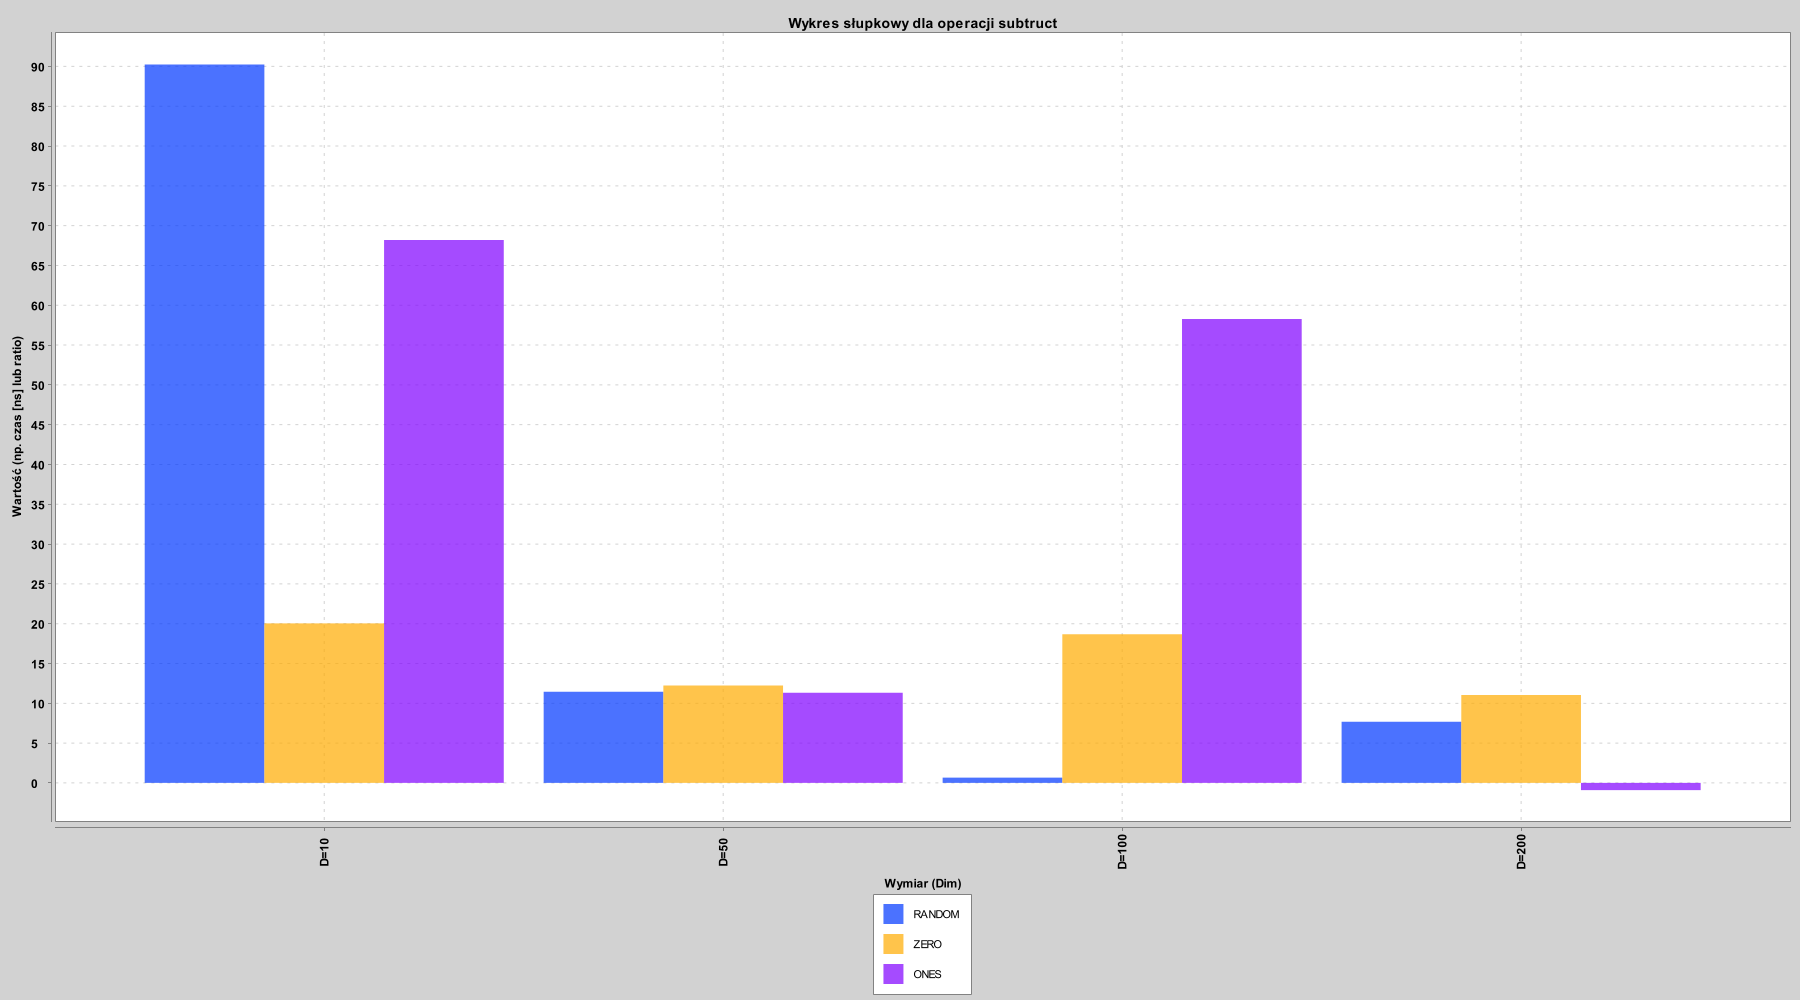 Wykres słupkowy dla operacji subtruct
Wartość (np. czas [ns] lub ratio)
90
85
80
75
70
65
60
55
50
45
40
35
30
25
20
15
10
5
0
D=10
D=50
D=100
D=200
Wymiar (Dim)
RANDOM
ZERO
ONES